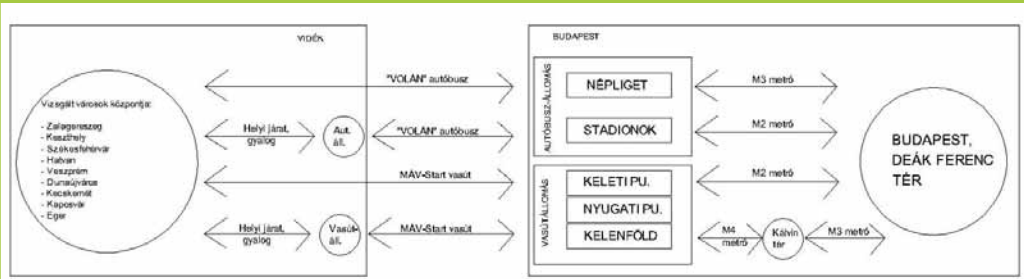 VIDÉK
BUDAPEST
Vizsgált városok központja:
- Zalaegerszeg
- Keszthely
- Székesfehérvár
- Hatvan
- Veszprém
- Dunaújváros
- Kecskemét
- Kaposvár
- Eger
"VOLÁN" autóbusz
Helyi járat,
gyalog
Aut.
áll.
"VOLÁN" autóbusz
MÁV-Start vasút
Helyi járat,
gyalog
Vasút-
áll.
MÁV-Start vasút
AUTÓBUSZ-ÁLLOMÁS
NÉPLIGET
STADIONOK
VASÚTÁLLOMÁS
KELETI PU.
NYUGATI PU.
KELENFÖLD
M3 metró
M2 metró
M2 metró
M4
metró
Kálvin
tér
M3 metró
BUDAPEST,
DEÁK FERENC
TÉR